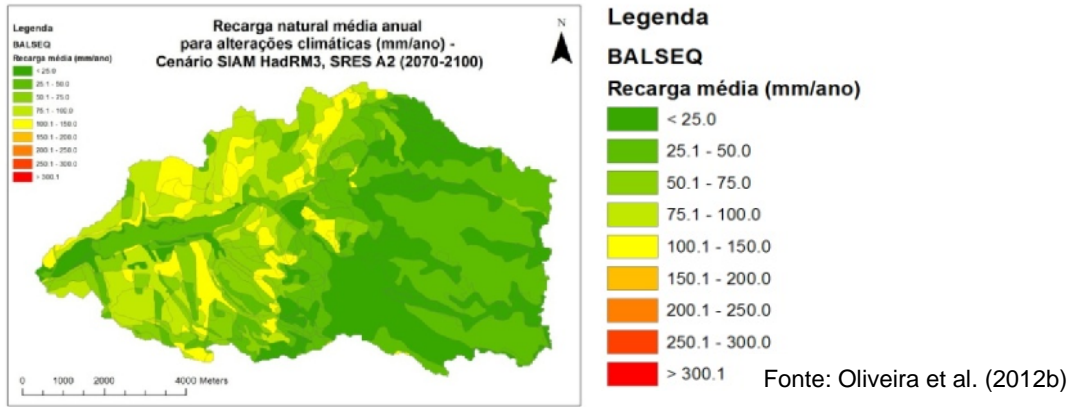 Legenda
BALSEQ
Recarga média (mm/ano)
< 25.0
25.1 - 50.0
50.1 - 75.0
75.1 - 100.0
100.1 - 150.0
150.1 - 200.0
200.1 - 250.0
250.1 - 300.0
> 300.1
Recarga natural média anual
para alterações climáticas (mm/ano) -
Cenário SIAM HadRM3, SRES A2 (2070-2100)
N
0 1000 2000 4000 Meters
Legenda
BALSEQ
Recarga média (mm/ano)
< 25.0
25.1 - 50.0
50.1 - 75.0
75.1 - 100.0
100.1 - 150.0
150.1 - 200.0
200.1 - 250.0
250.1 - 300.0
> 300.1
Fonte: Oliveira et al. (2012b)